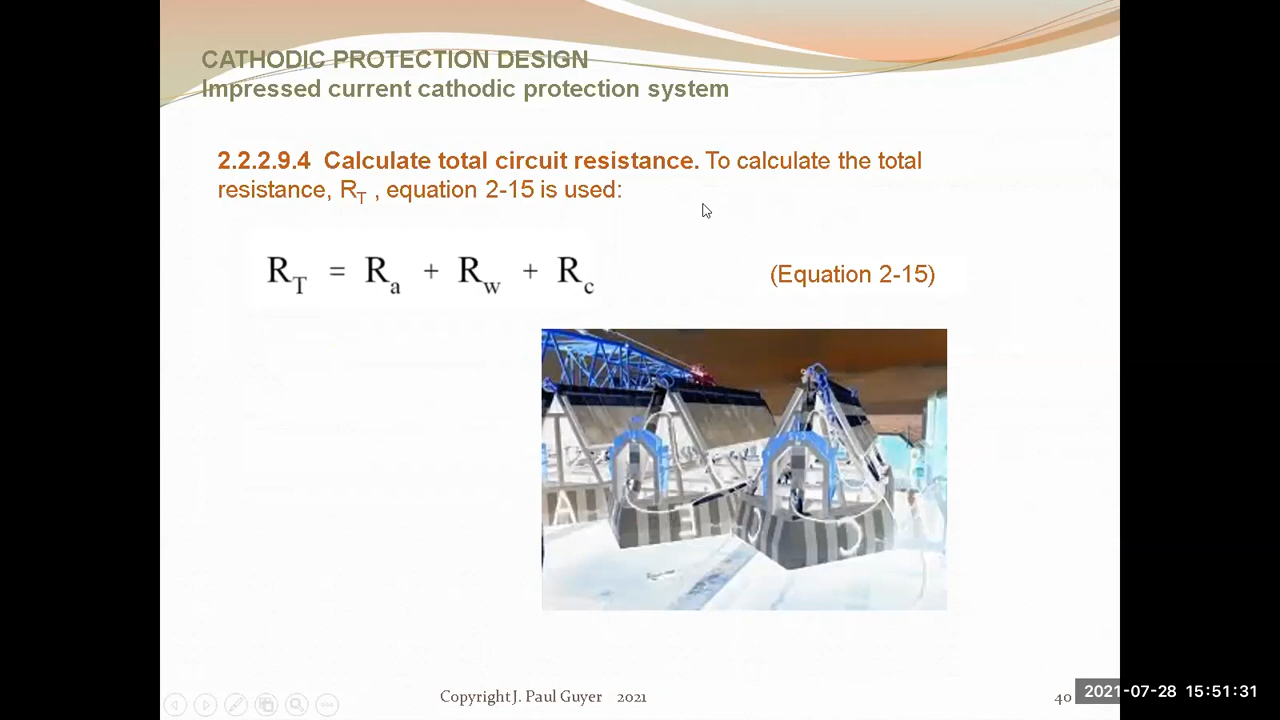 CATHODIC PROTECTION DESIGN
Impressed current cathodic protection system
2.2.2.9.4 Calculate total circuit resistance. To calculate the total
resistance, R_T , equation 2-15 is used:
R_T = R_a + R_w + R_c
(Equation 2-15)
A
E
C
Copyright J. Paul Guyer 2021
40
2021-07-28 15:51:31